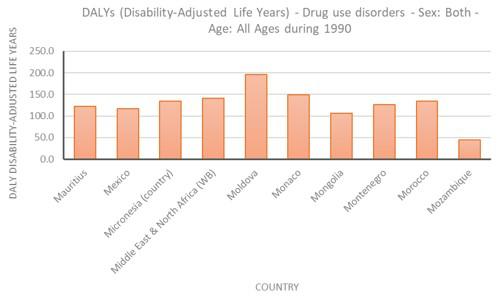 DALYs (Disability-Adjusted Life Years) - Drug use disorders - Sex: Both -
Age: All Ages during 1990
DALY DISABILITY-ADJUSTED LIFE YEARS
250.0
200.0
150.0
100.0
50.0
0.0
Mauritius
Mexico
Micronesia (country)
Middle East & North Africa (WB)
Moldova
Monaco
Mongolia
Montenegro
Morocco
Mozambique
COUNTRY